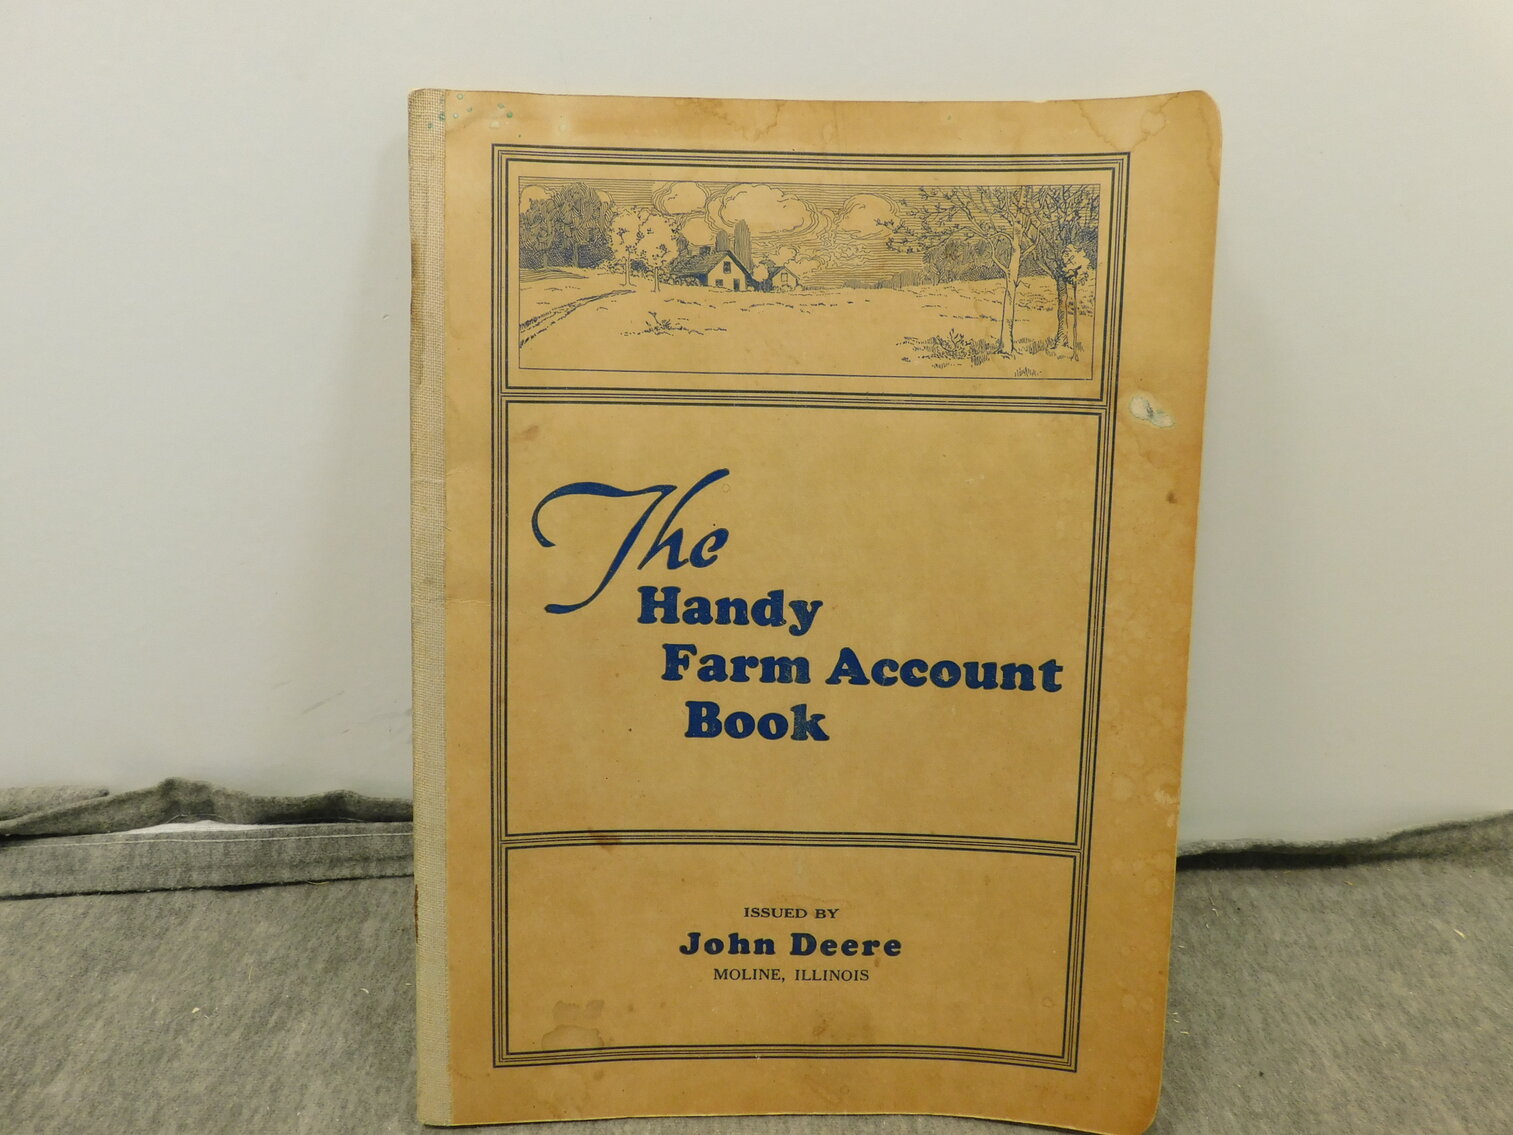 The
Handy
Farm Account
Book
ISSUED BY
John Deere
MOLINE, ILLINOIS